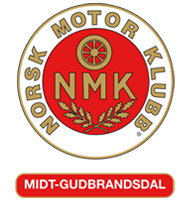 NORSK MOTOR KLUBB
NMK
®
MIDT-GUDBRANDSDAL